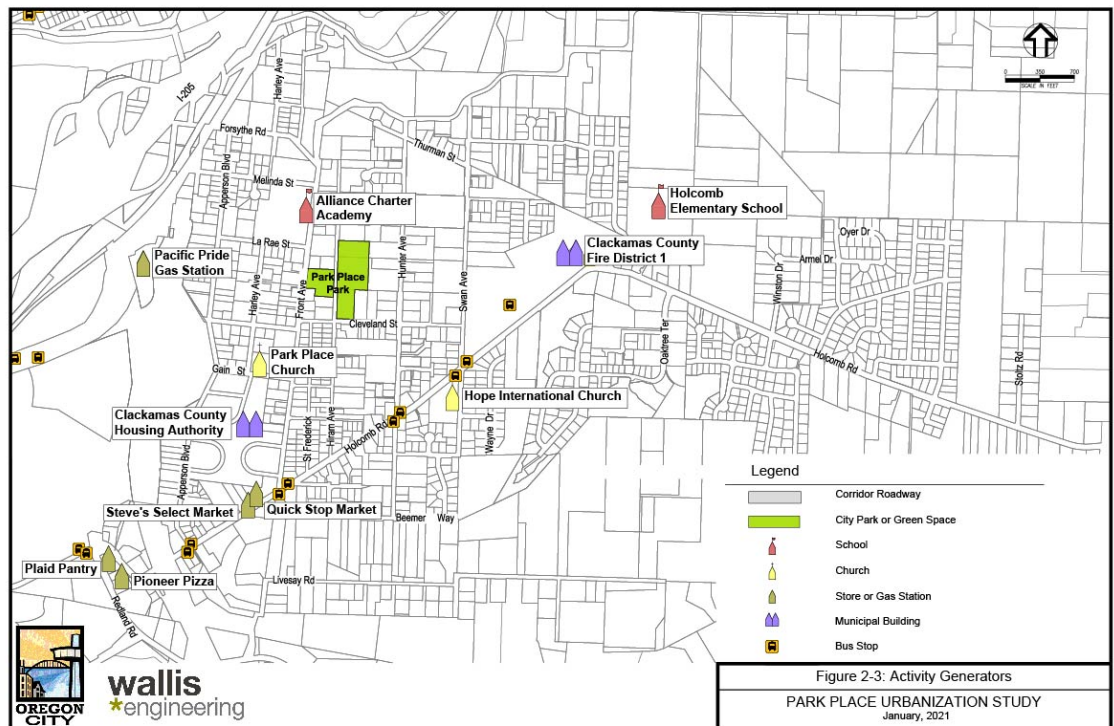 I-205
Harley Ave
Forsythe Rd
Thurman St
Apperson Blvd
Melinda St
Alliance Charter
Academy
Holcomb
Elementary School
La Rae St
Hunter Ave
Swan Ave
Clackamas County
Fire District 1
Oyer Dr
Armel Dr
Winston Dr
Pacific Pride
Gas Station
Harley Ave
Front Ave
Park Place
Park
Cleveland St
Oaktree Ter
Holcomb Rd
Stoltz Rd
Park Place
Church
Gain St
Hope International Church
Clackamas County
Housing Authority
St Frederick
Hiram Ave
Holcomb Rd
Wayne Dr
Apperson Blvd
Steve's Select Market
Quick Stop Market
Beemer Way
Plaid Pantry
Pioneer Pizza
Livesay Rd
Redland Rd
0 350 700
SCALE IN FEET
Legend
Corridor Roadway
City Park or Green Space
School
Church
Store or Gas Station
Municipal Building
Bus Stop
OREGON
CITY
wallis
*engineering
Figure 2-3: Activity Generators
PARK PLACE URBANIZATION STUDY
January, 2021